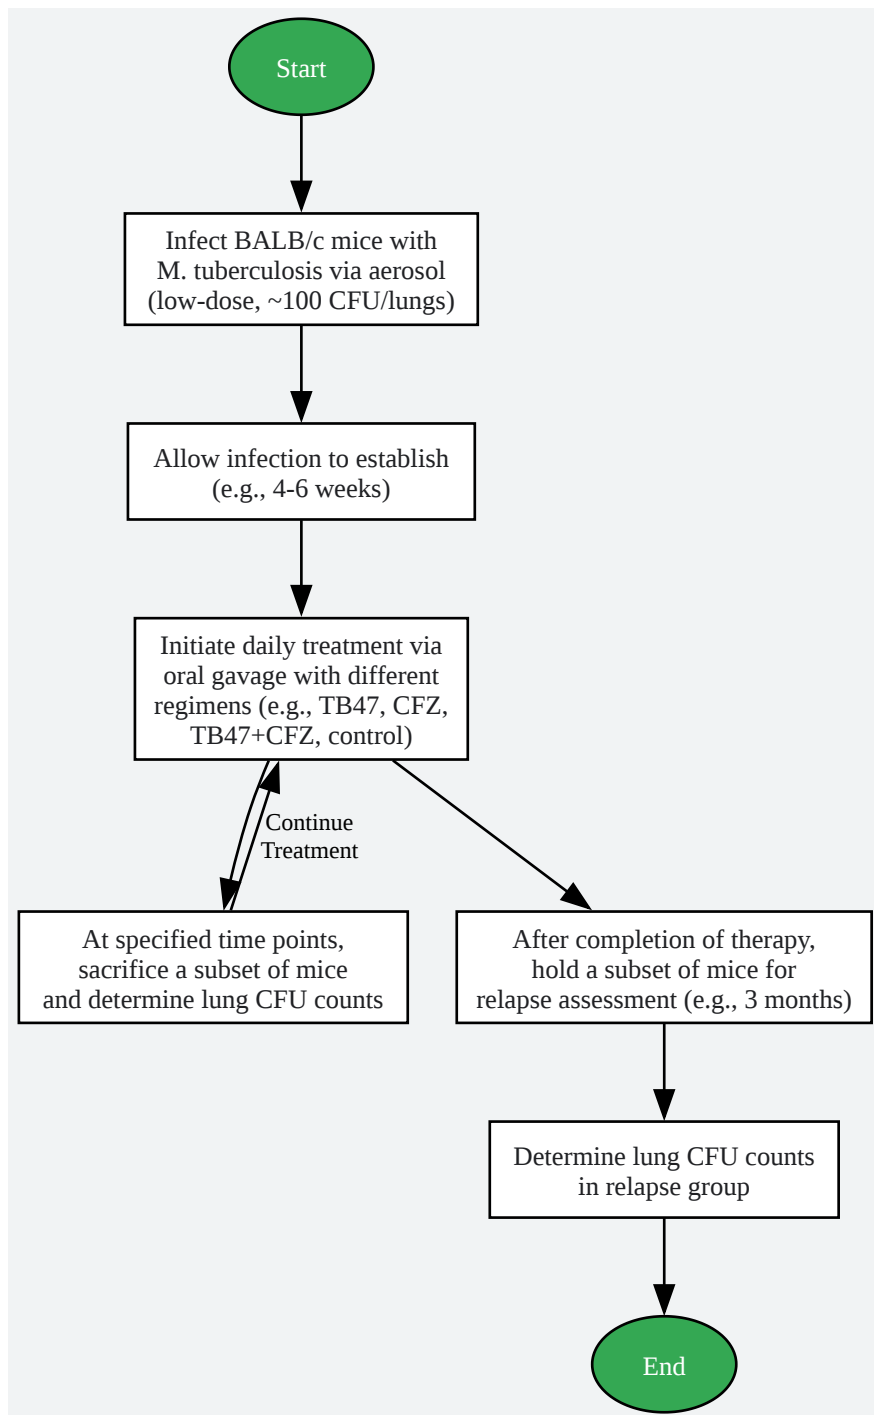 Start
Infect BALB/c mice with
M. tuberculosis via aerosol
(low-dose, ~100 CFU/lungs)
Allow infection to establish
(e.g., 4-6 weeks)
Initiate daily treatment via
oral gavage with different
regimens (e.g., TB47, CFZ,
TB47+CFZ, control)
Continue
Treatment
At specified time points,
sacrifice a subset of mice
and determine lung CFU counts
After completion of therapy,
hold a subset of mice for
relapse assessment (e.g., 3 months)
Determine lung CFU counts
in relapse group
End